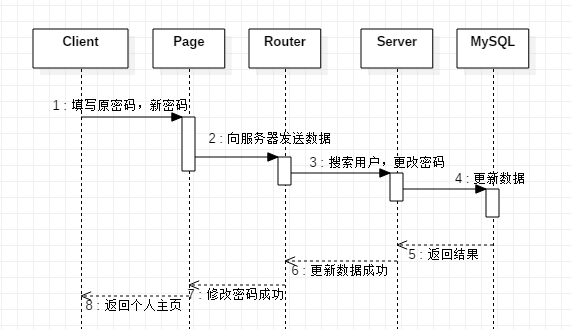 Client Page Router Server MySQL
1 : 填写原密码，新密码
2 : 向服务器发送数据
3 : 搜索用户，更改密码
4 : 更新数据
5 : 返回结果
6 : 更新数据成功
7 : 修改密码成功
8 : 返回个人主页